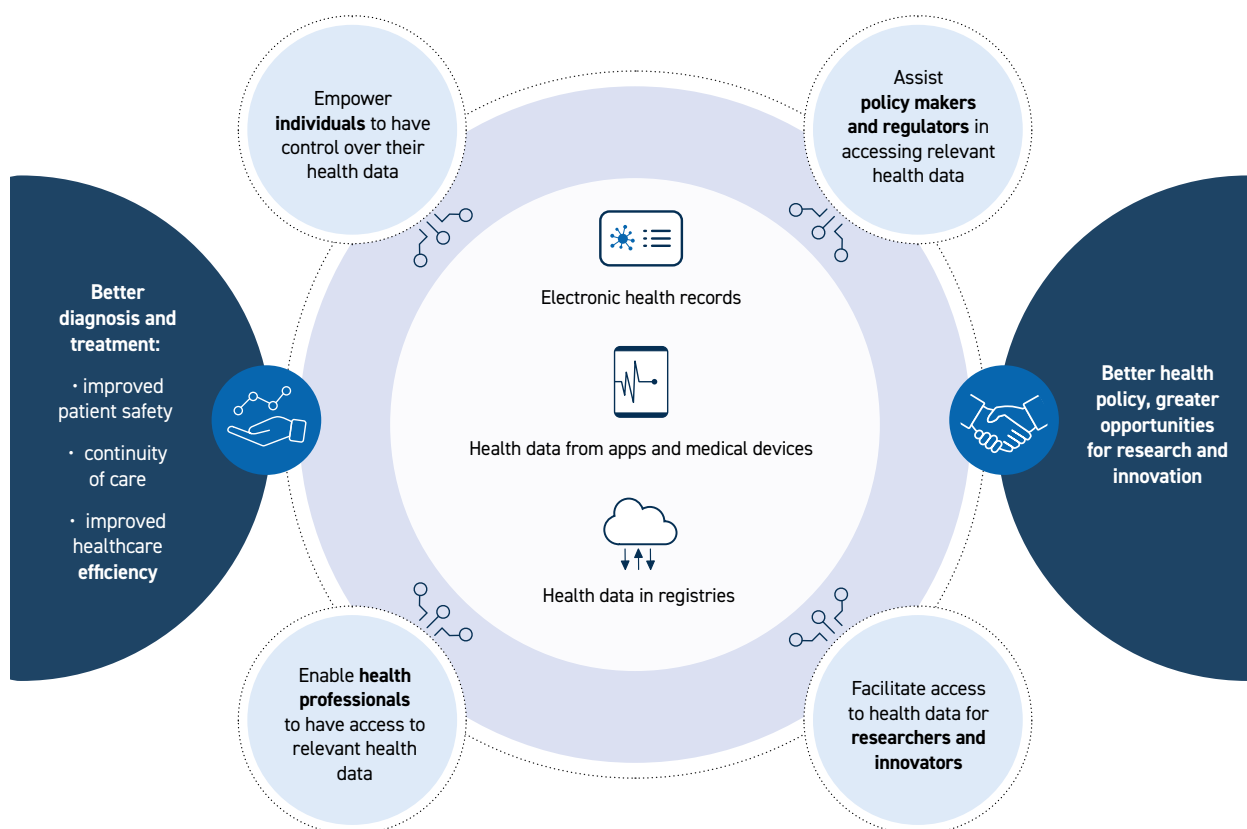 Empower
individuals to have
control over their
health data
Assist
policy makers
and regulators in
accessing relevant
health data
Better
diagnosis and
treatment:
· improved
patient safety
· continuity
of care
· improved
healthcare
efficiency
Electronic health records
Health data from apps and medical devices
Health data in registries
Better health
policy, greater
opportunities
for research and
innovation
Enable health
professionals
to have access to
relevant health
data
Facilitate access
to health data for
researchers and
innovators